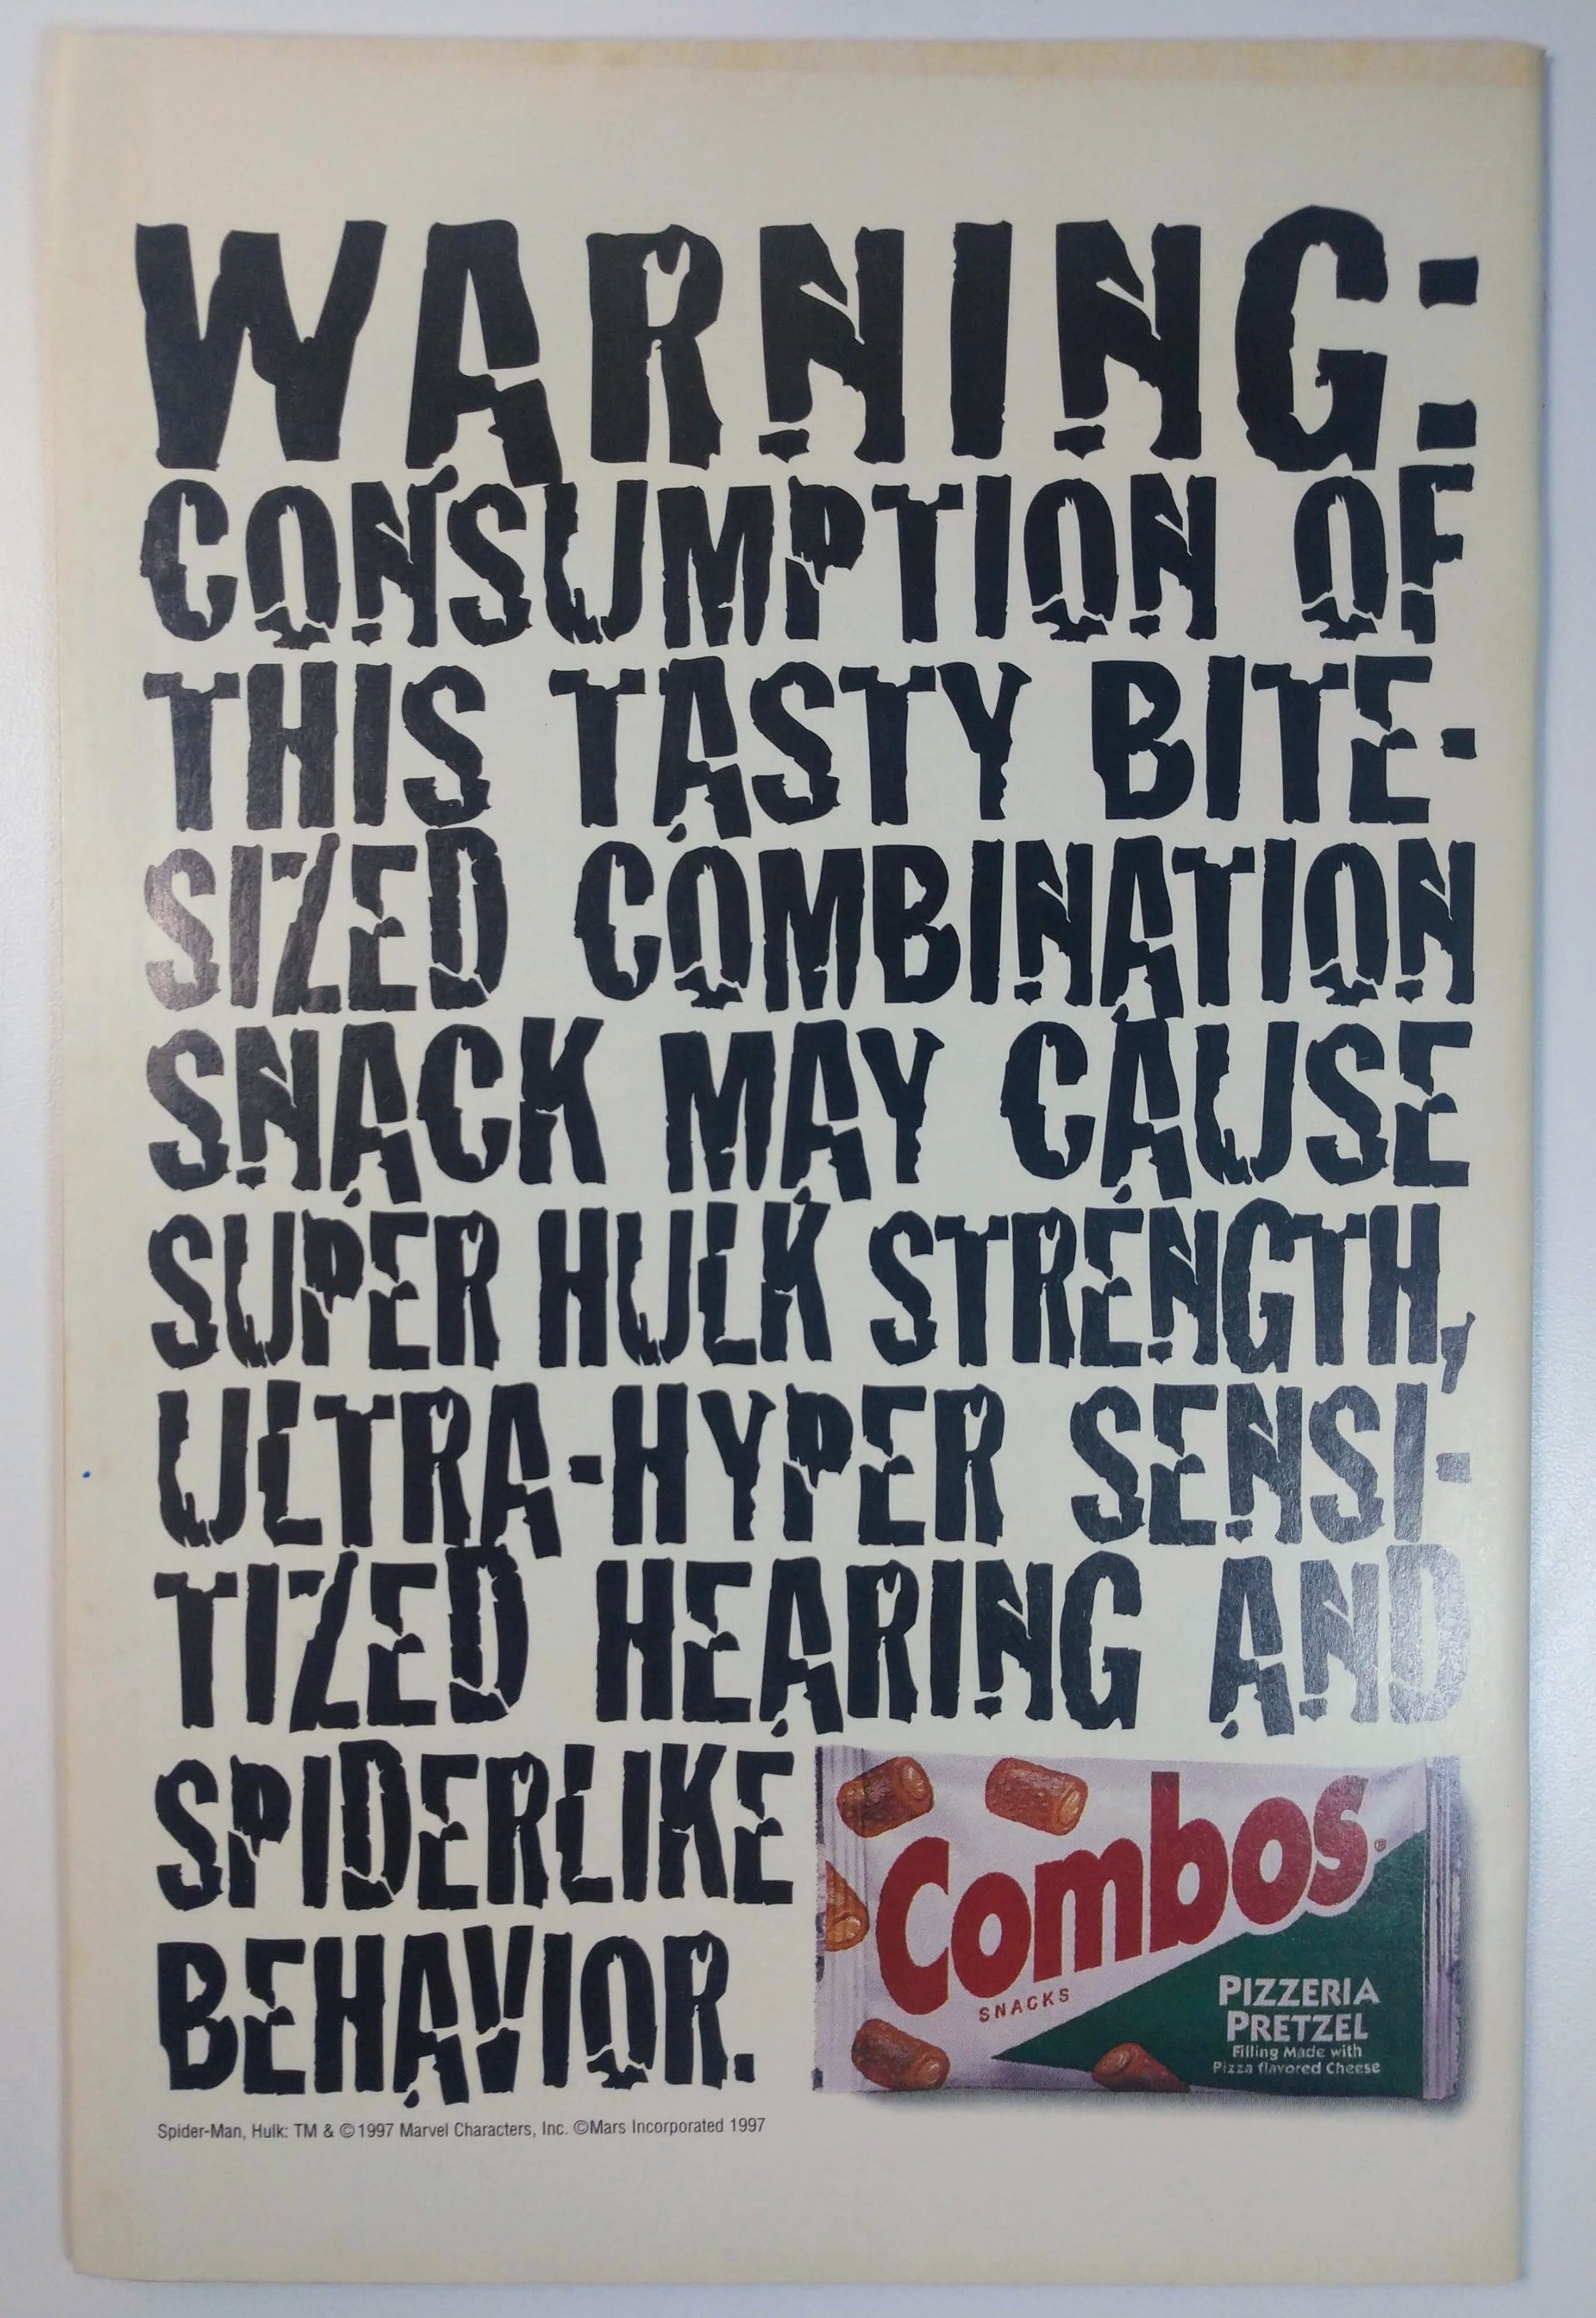 WARNING:
CONSUMPTION OF
THIS TASTY BITE-
SIZED COMBINATION
SNACK MAY CAUSE
SUPER HULK STRENGTH,
ULTRA-HYPER SENSI-
TIZED HEARING AND
SPIDERLIKE
BEHAVIOR.
Combos®
SNACKS
PIZZERIA
PRETZEL
Filling Made with
Pizza flavored Cheese
Spider-Man, Hulk: TM & ©1997 Marvel Characters, Inc. ©Mars Incorporated 1997